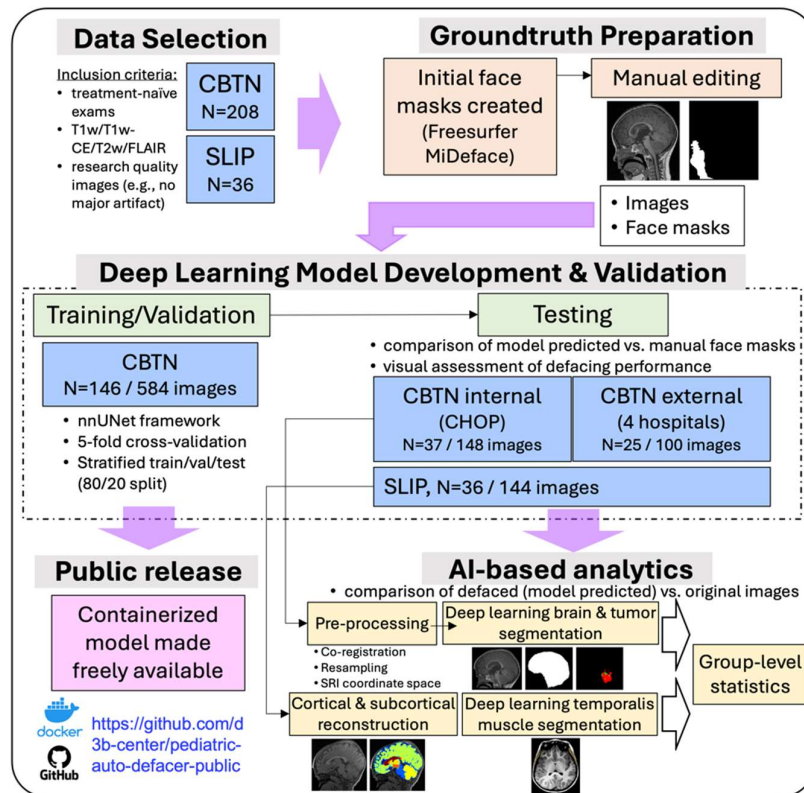 Data Selection
Inclusion criteria:
• treatment-naïve
exams
• T1w/T1w-
CE/T2w/FLAIR
• research quality
images (e.g., no
major artifact)
CBTN
N=208
SLIP
N=36
Groundtruth Preparation
Initial face
masks created
(Freesurfer
MiDeface)
Manual editing
• Images
• Face masks
Deep Learning Model Development & Validation
Training/Validation
CBTN
N=146 / 584 images
• nnUNet framework
• 5-fold cross-validation
• Stratified train/val/test
(80/20 split)
Testing
• comparison of model predicted vs. manual face masks
• visual assessment of defacing performance
CBTN internal
(CHOP)
N=37 / 148 images
CBTN external
(4 hospitals)
N=25 / 100 images
SLIP, N=36 / 144 images
Public release
Containerized
model made
freely available
docker
GitHub
https://github.com/d
3b-center/pediatric-
auto-defacer-public
AI-based analytics
• comparison of defaced (model predicted) vs. original images
Pre-processing
• Co-registration
• Resampling
• SRI coordinate space
Deep learning brain & tumor
segmentation
Cortical & subcortical
reconstruction
Deep learning temporalis
muscle segmentation
Group-level
statistics